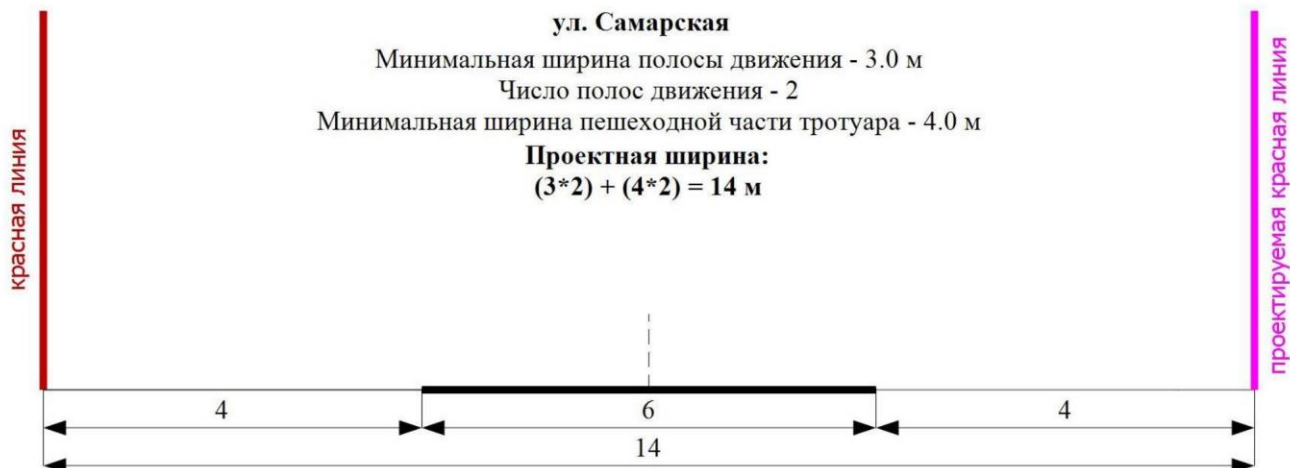 ул. Самарская
Минимальная ширина полосы движения - 3.0 м
Число полос движения - 2
Минимальная ширина пешеходной части тротуара - 4.0 м
Проектная ширина:
(3*2) + (4*2) = 14 м
красная линия
проектируемая красная линия
4
6
4
14